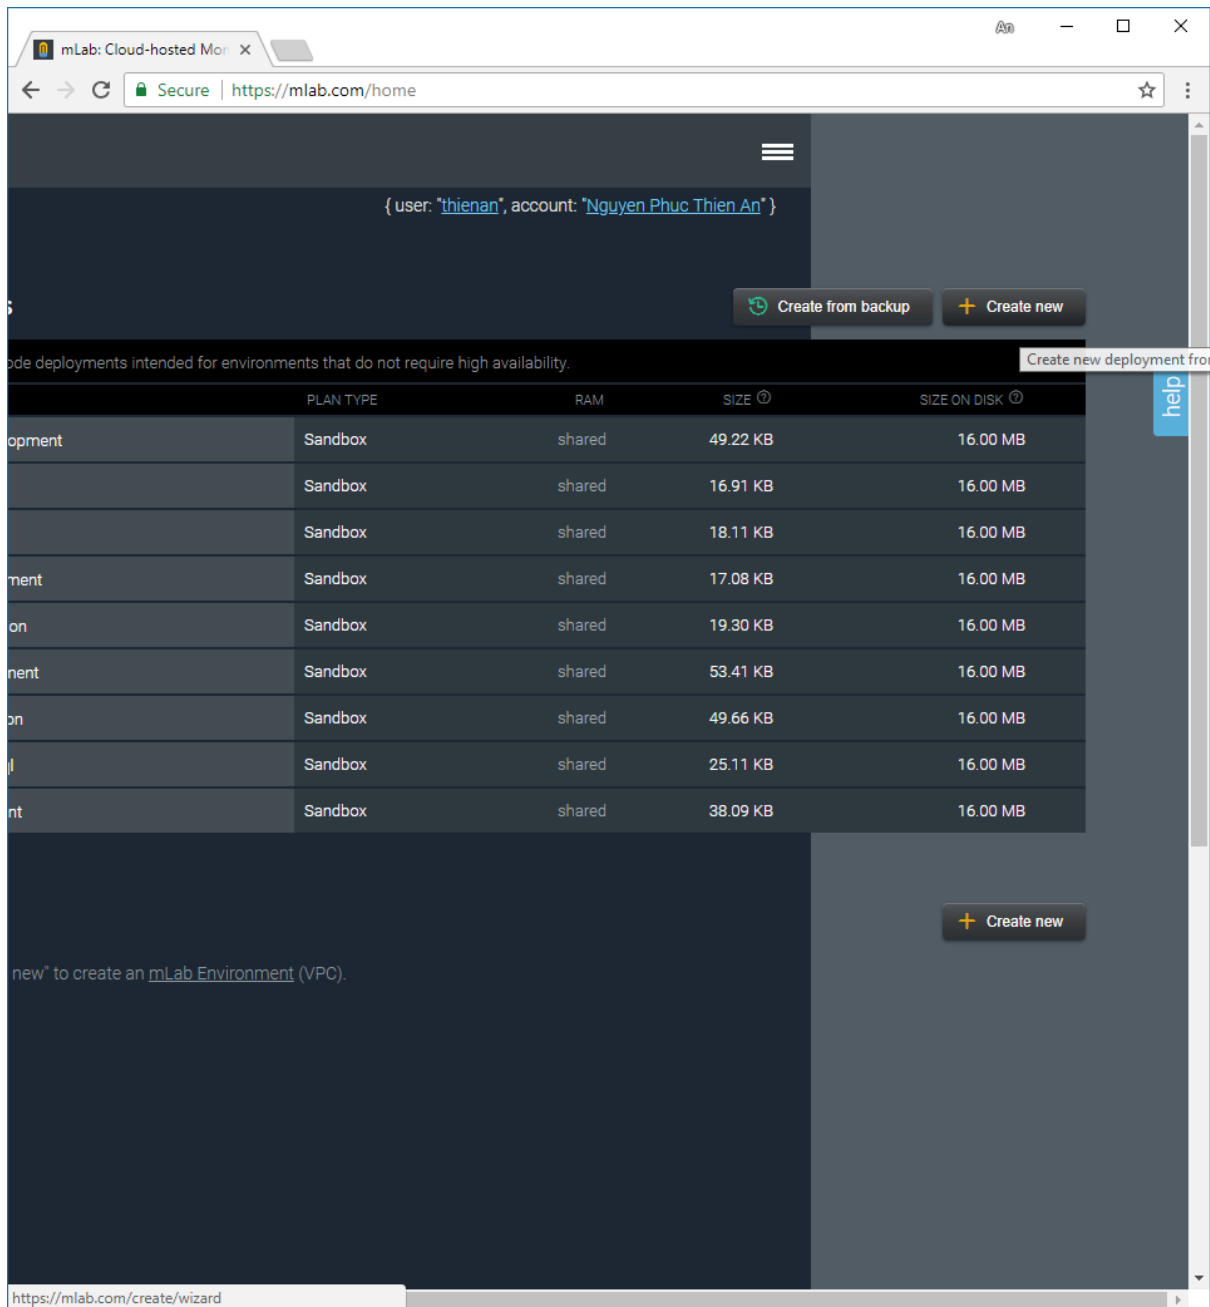 An
mLab: Cloud-hosted Mon
Secure https://mlab.com/home
{ user: "thienan", account: "Nguyen Phuc Thien An" }
s
Create from backup
Create new
ode deployments intended for environments that do not require high availability.
Create new deployment from
help
PLAN TYPE RAM SIZE SIZE ON DISK
opment Sandbox shared 49.22 KB 16.00 MB
Sandbox shared 16.91 KB 16.00 MB
Sandbox shared 18.11 KB 16.00 MB
ment Sandbox shared 17.08 KB 16.00 MB
on Sandbox shared 19.30 KB 16.00 MB
nent Sandbox shared 53.41 KB 16.00 MB
on Sandbox shared 49.66 KB 16.00 MB
ql Sandbox shared 25.11 KB 16.00 MB
nt Sandbox shared 38.09 KB 16.00 MB
Create new
new" to create an mLab Environment (VPC).
https://mlab.com/create/wizard